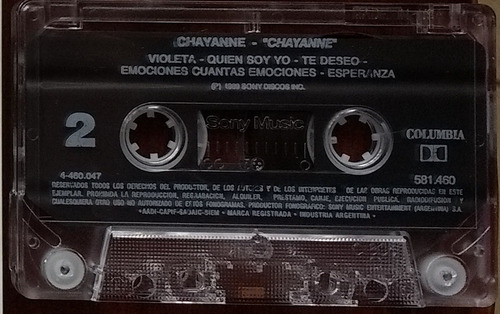 CHAYANNE - "CHAYANNE"
VIOLETA - QUIEN SOY YO - TE DESEO -
EMOCIONES CUANTAS EMOCIONES - ESPERANZA
(P) 1989 SONY DISCOS INC.
2
Sony Music
COLUMBIA
4-460.047
581.460
RESERVADOS TODOS LOS DERECHOS DEL PRODUCTOR, DE LOS AUTORES Y DE LOS INTERPRETES DE LAS OBRAS REPRODUCIDAS EN ESTE
EJEMPLAR. PROHIBIDA LA REPRODUCCION, REGRABACION, ALQUILER, PRESTAMO, CANJE, EJECUCION PUBLICA, RADIODIFUSION Y
CUALESQUIERA OTRO USO NO AUTORIZADO DE ESTOS FONOGRAMAS. PRODUCTOR FONOGRAFICO: SONY MUSIC ENTERTAINMENT (ARGENTINA) S.A.
• AADI-CAPIF-SADAIC-BIEM • MARCA REGISTRADA • INDUSTRIA ARGENTINA •